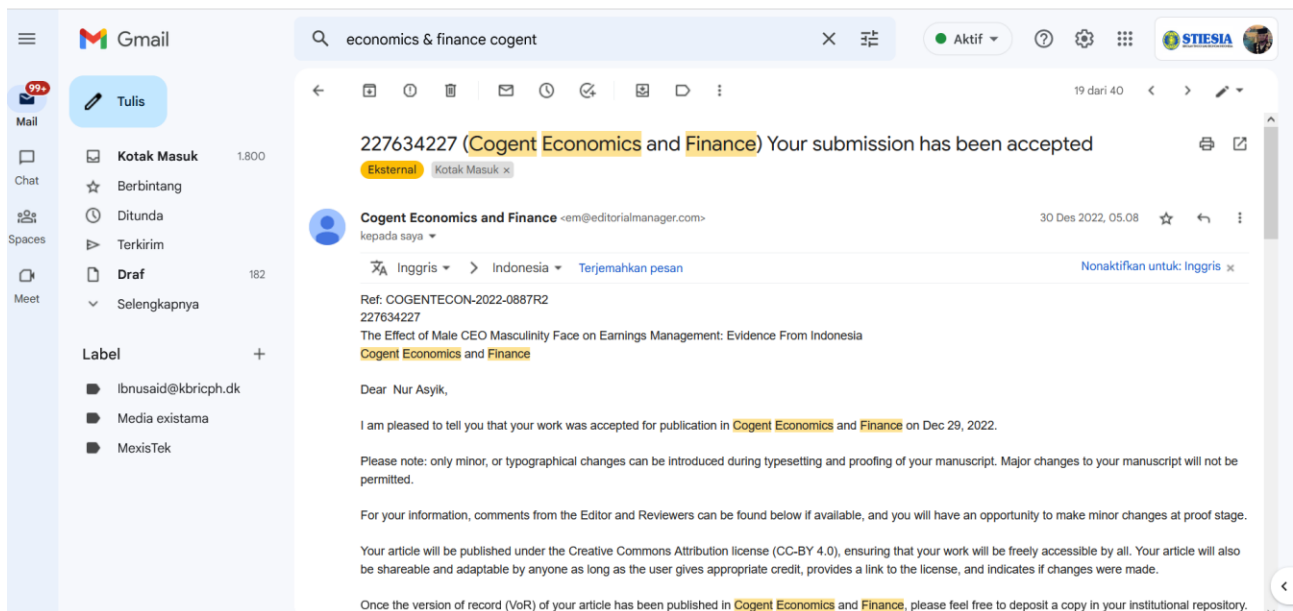 Gmail
economics & finance cogent
Aktif
STIESIA
99+
Mail
Chat
Spaces
Meet
Tulis
Kotak Masuk 1.800
Berbintang
Ditunda
Terkirim
Draf 182
Selengkapnya
Label
Ibnusaid@kbricph.dk
Media existama
MexisTek
19 dari 40
227634227 (Cogent Economics and Finance) Your submission has been accepted
Eksternal Kotak Masuk ×
Cogent Economics and Finance <em@editorialmanager.com> 30 Des 2022, 05.08
kepada saya
Inggris > Indonesia Terjemahkan pesan Nonaktifkan untuk: Inggris ×
Ref: COGENTECON-2022-0887R2
227634227
The Effect of Male CEO Masculinity Face on Earnings Management: Evidence From Indonesia
Cogent Economics and Finance
Dear Nur Asyik,
I am pleased to tell you that your work was accepted for publication in Cogent Economics and Finance on Dec 29, 2022.
Please note: only minor, or typographical changes can be introduced during typesetting and proofing of your manuscript. Major changes to your manuscript will not be
permitted.
For your information, comments from the Editor and Reviewers can be found below if available, and you will have an opportunity to make minor changes at proof stage.
Your article will be published under the Creative Commons Attribution license (CC-BY 4.0), ensuring that your work will be freely accessible by all. Your article will also
be shareable and adaptable by anyone as long as the user gives appropriate credit, provides a link to the license, and indicates if changes were made.
Once the version of record (VoR) of your article has been published in Cogent Economics and Finance, please feel free to deposit a copy in your institutional repository.